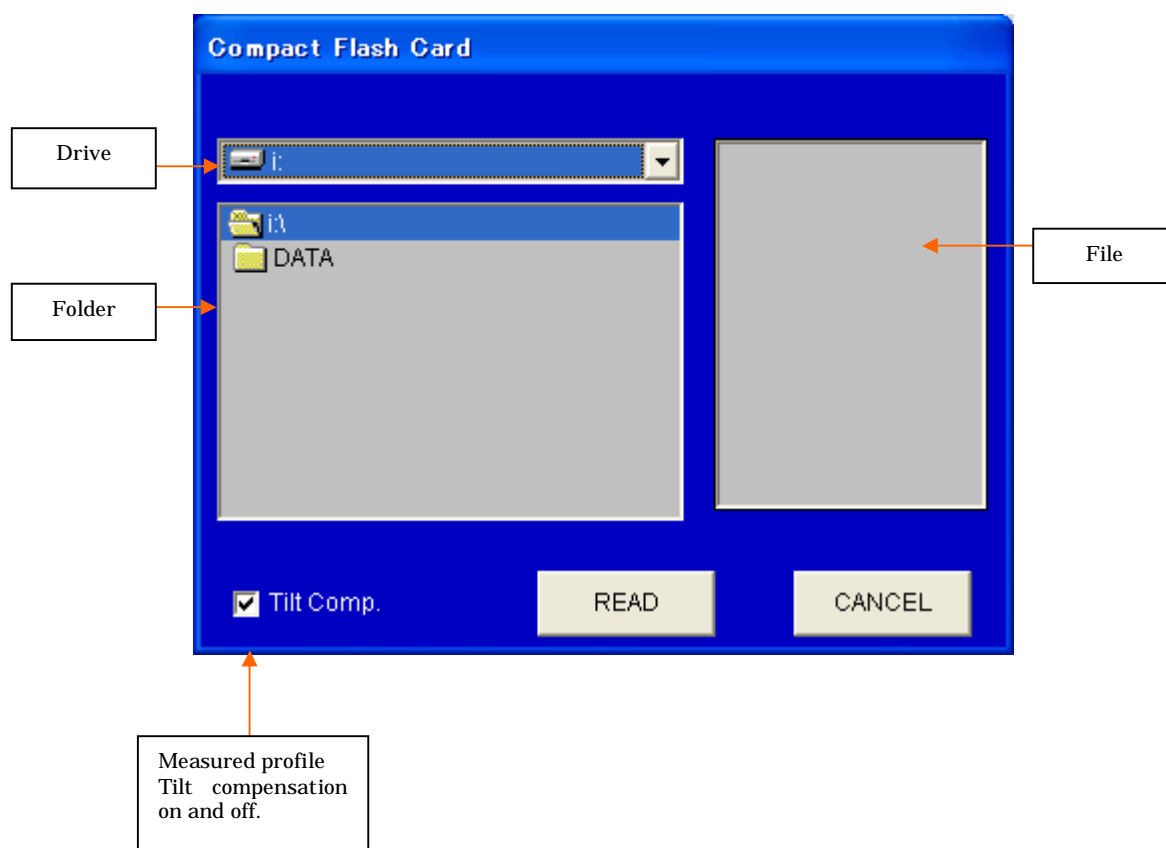 Compact Flash Card
Drive
i:
i:\
DATA
File
Folder
Tilt Comp.
READ
CANCEL
Measured profile
Tilt compensation
on and off.